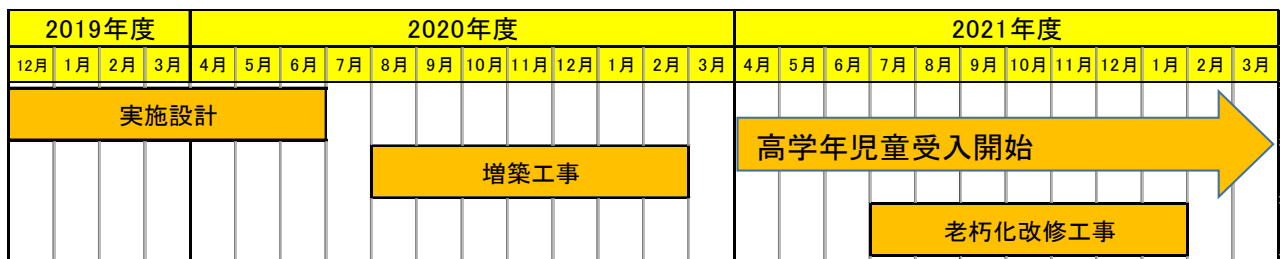 2019年度 2020年度 2021年度
12月 1月 2月 3月 4月 5月 6月 7月 8月 9月 10月 11月 12月 1月 2月 3月 4月 5月 6月 7月 8月 9月 10月 11月 12月 1月 2月 3月
実施設計
高学年児童受入開始
増築工事
老朽化改修工事